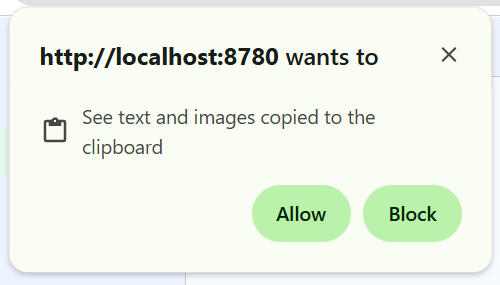 http://localhost:8780 wants to
See text and images copied to the
clipboard
Allow Block